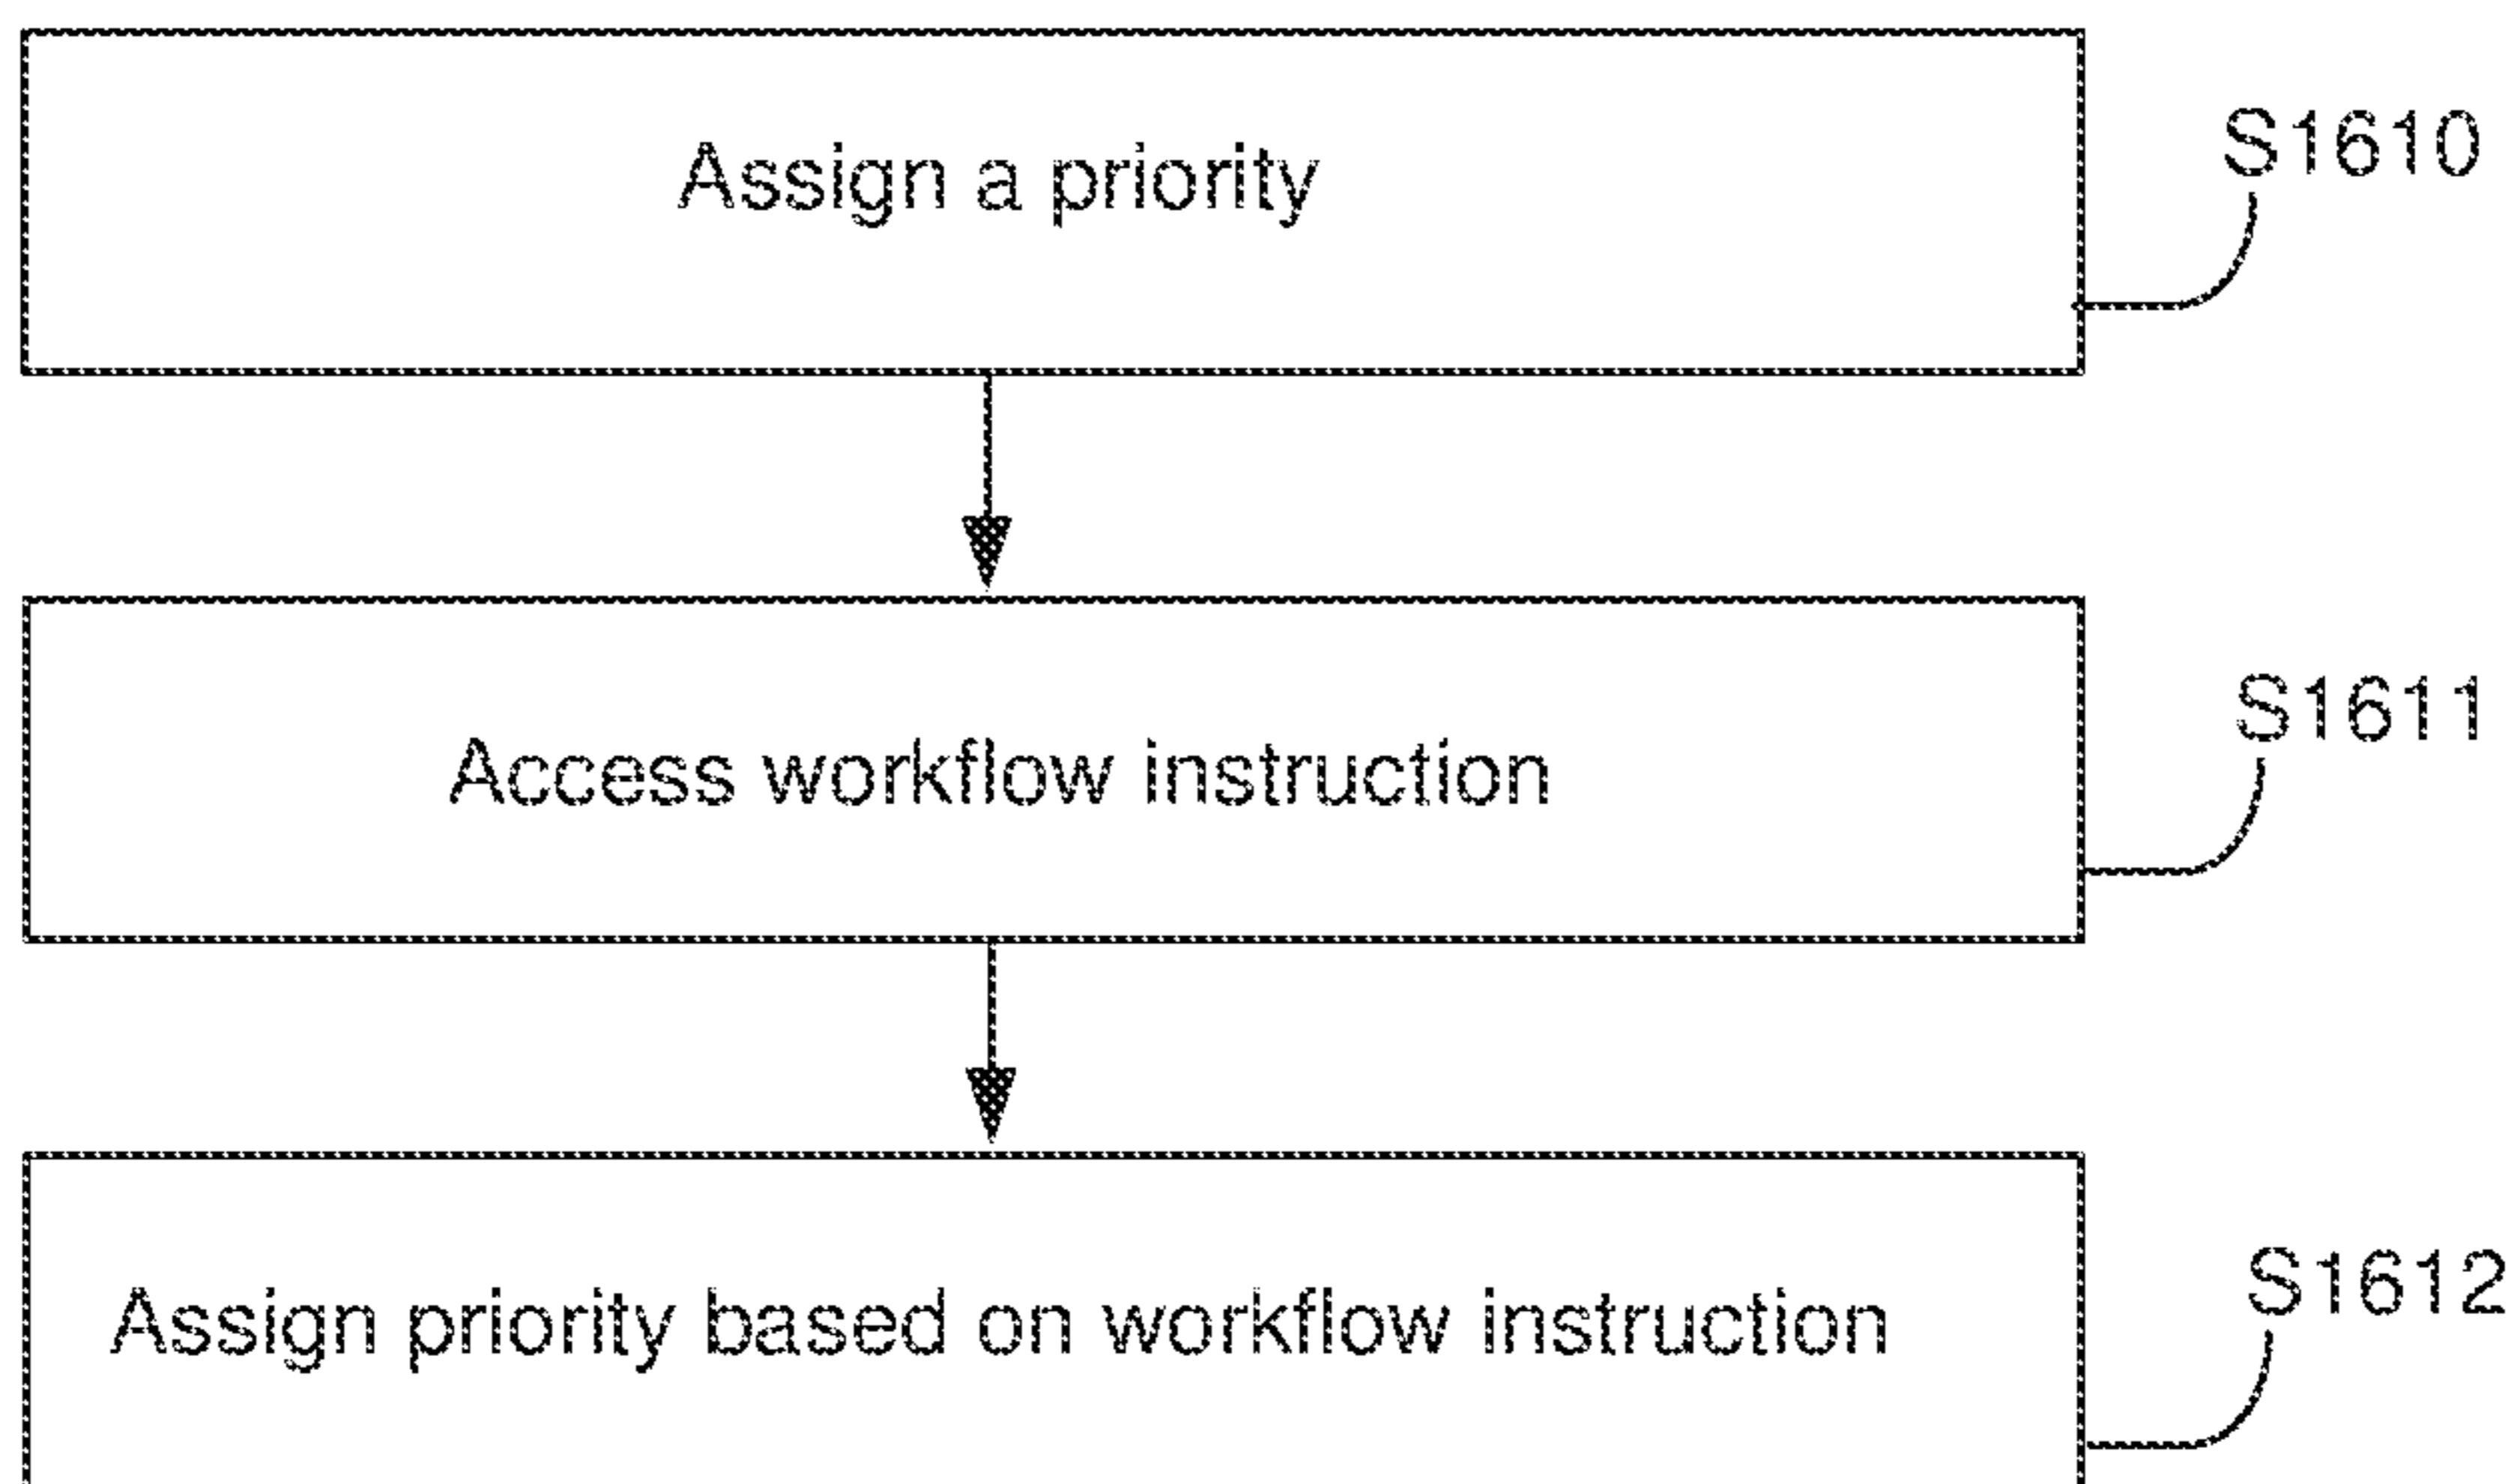 Assign a priority
S1610
Access workflow instruction
S1611
Assign priority based on workflow instruction
S1612